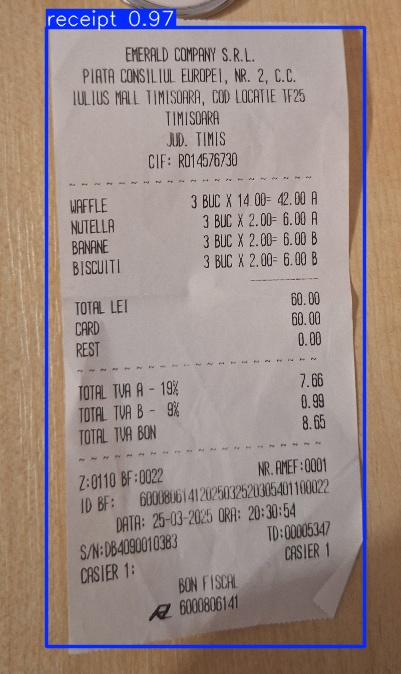 receipt 0.97
EMERALD COMPANY S.R.L.
PIATA CONSILIUL EUROPEI, NR. 2, C.C.
IULIUS MALL TIMISOARA, COD LOCATIE TF25
TIMISOARA
JUD. TIMIS
CIF: RO14576730
WAFFLE 3 BUC X 14.00= 42.00 A
NUTELLA 3 BUC X 2.00= 6.00 A
BANANE 3 BUC X 2.00= 6.00 B
BISCUITI 3 BUC X 2.00= 6.00 B
TOTAL LEI 60.00
CARD 60.00
REST 0.00
TOTAL TVA A - 19% 7.66
TOTAL TVA B - 9% 0.99
TOTAL TVA BON 8.65
Z:0110 BF:0022 NR.AMEF:0001
ID BF: 60008061412025032520305401100022
DATA: 25-03-2025 ORA: 20:30:54
S/N:DB4090010383 TD:00005347
CASIER 1: CASIER 1
BON FISCAL
6000806141